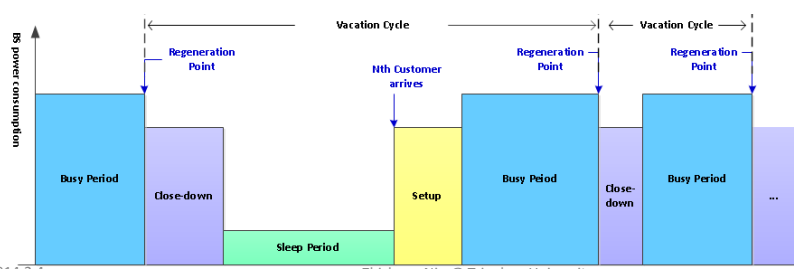 Vacation Cycle
Vacation Cycle
BS power consumption
Regeneration
Point
Nth Customer
arrives
Regeneration
Point
Regeneration
Point
Busy Period
Close-down
Sleep Period
Setup
Busy Peiod
Close-
down
Busy Period
...